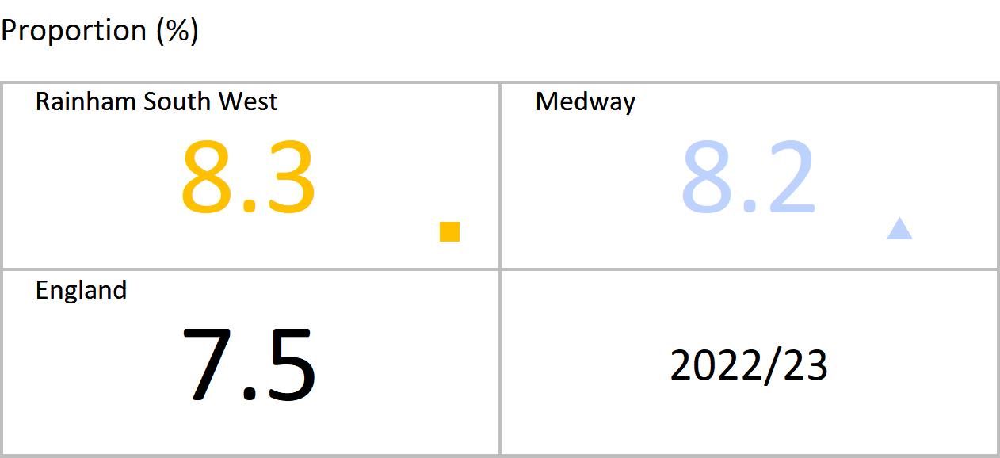 Proportion (%)
Rainham South West
8.3
Medway
8.2
England
7.5
2022/23